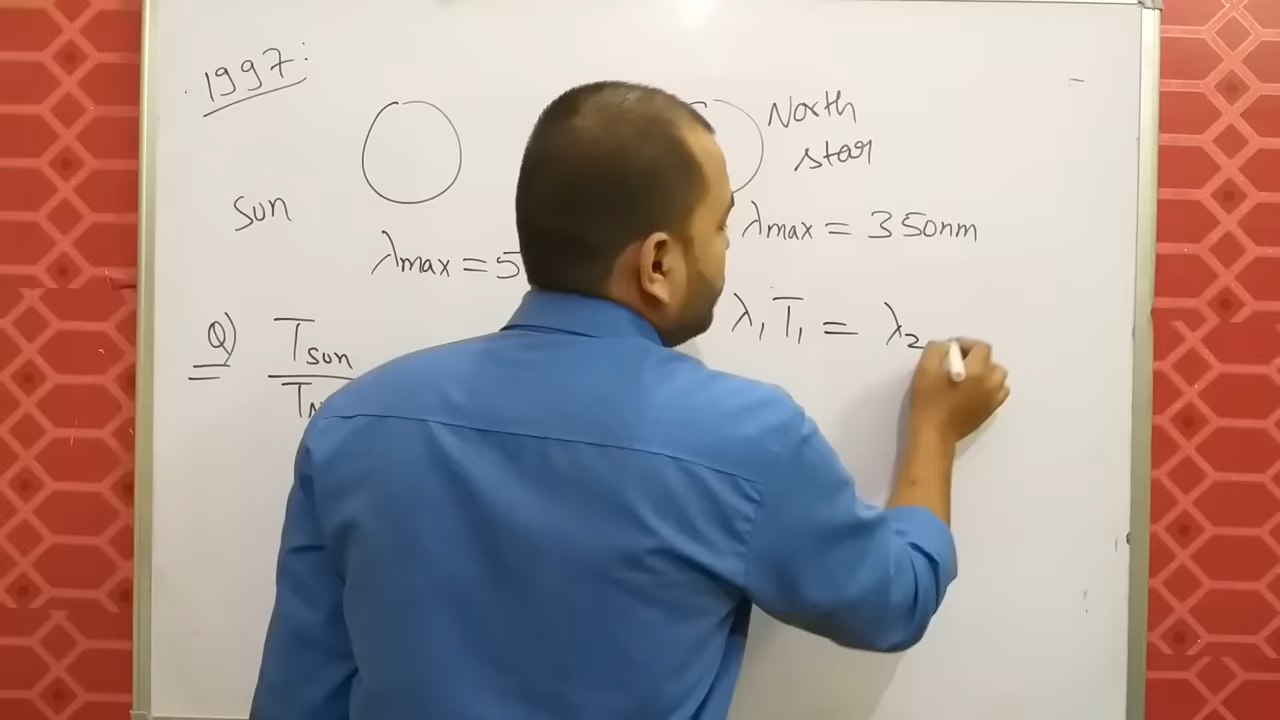 1997:
North
star
Sun
λmax = 350nm
λmax = 5
λ₁T₁ = λ₂
Q) Tsun
T